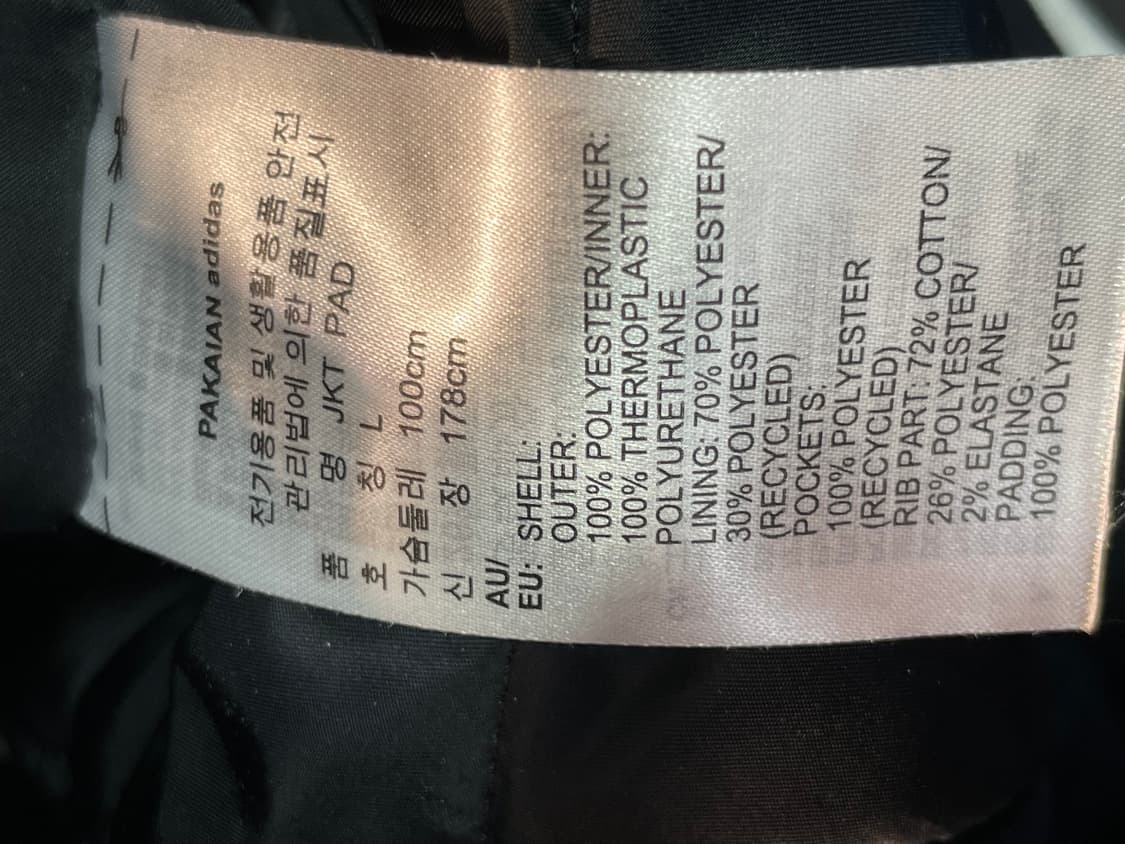 PAKAIAN adidas
전기용품 및 생활용품 안전
관리법에 의한 품질표시
품 명 JKT PAD
호 칭 L
가슴둘레 100cm
신 장 178cm
AU/
EU: SHELL:
OUTER:
100% POLYESTER/INNER:
100% THERMOPLASTIC
POLYURETHANE
LINING: 70% POLYESTER/
30% POLYESTER
(RECYCLED)
POCKETS:
100% POLYESTER
(RECYCLED)
RIB PART: 72% COTTON/
26% POLYESTER/
2% ELASTANE
PADDING:
100% POLYESTER